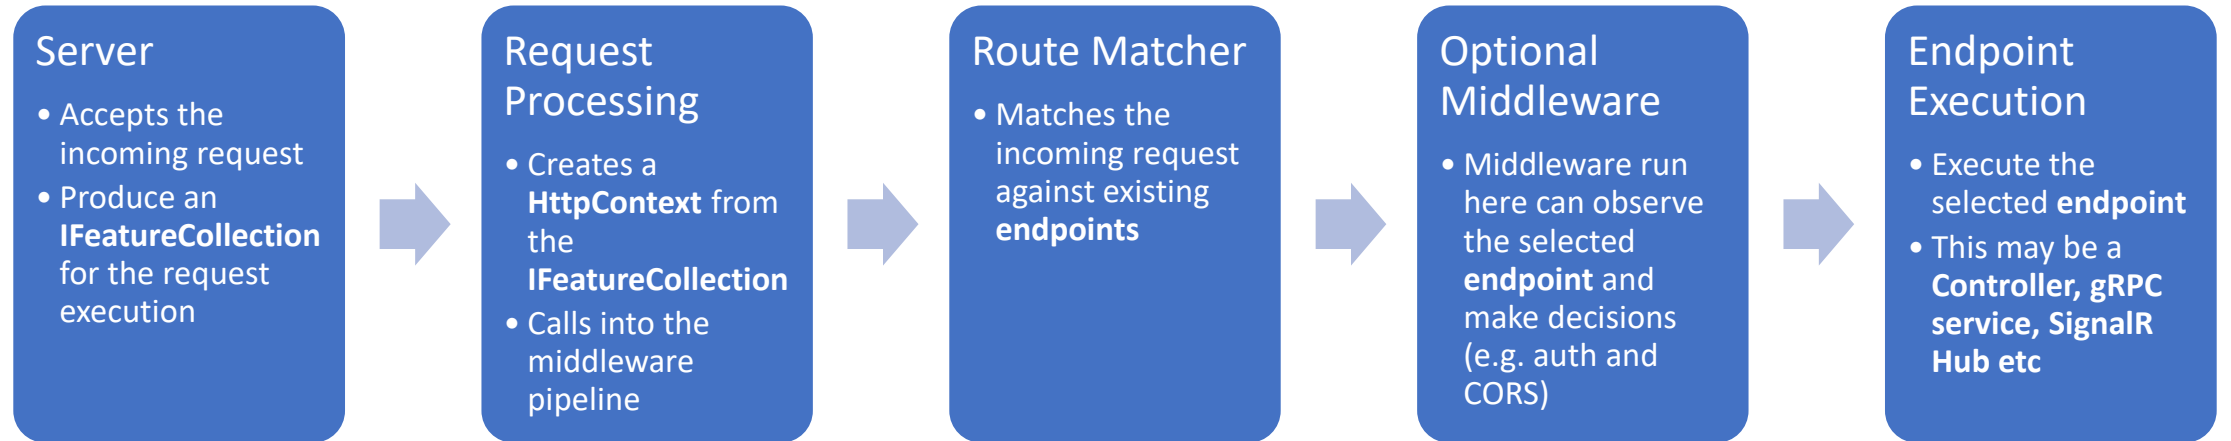 Server
• Accepts the
incoming request
• Produce an
IFeatureCollection
for the request
execution
Request
Processing
• Creates a
HttpContext from
the
IFeatureCollection
• Calls into the
middleware
pipeline
Route Matcher
• Matches the
incoming request
against existing
endpoints
Optional
Middleware
• Middleware run
here can observe
the selected
endpoint and
make decisions
(e.g. auth and
CORS)
Endpoint
Execution
• Execute the
selected endpoint
• This may be a
Controller, gRPC
service, SignalR
Hub etc